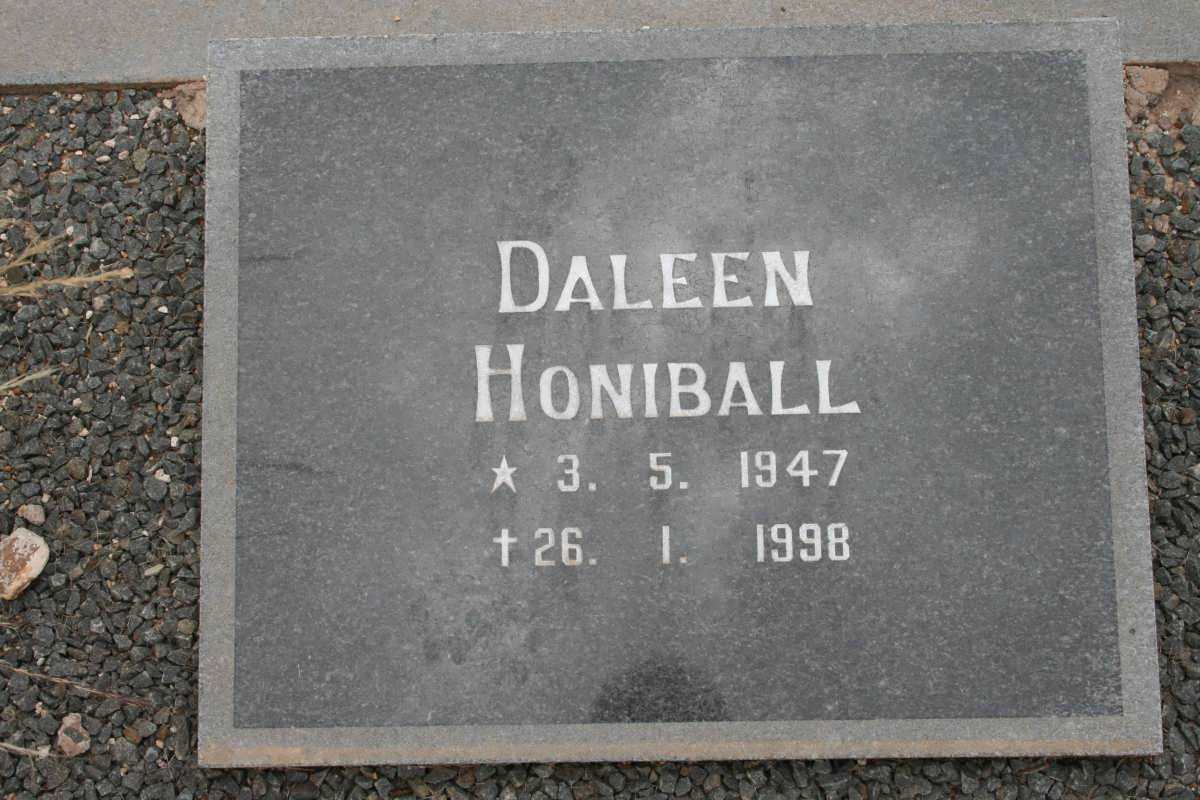 DALEEN
HONIBALL
★ 3. 5. 1947
† 26. 1. 1998